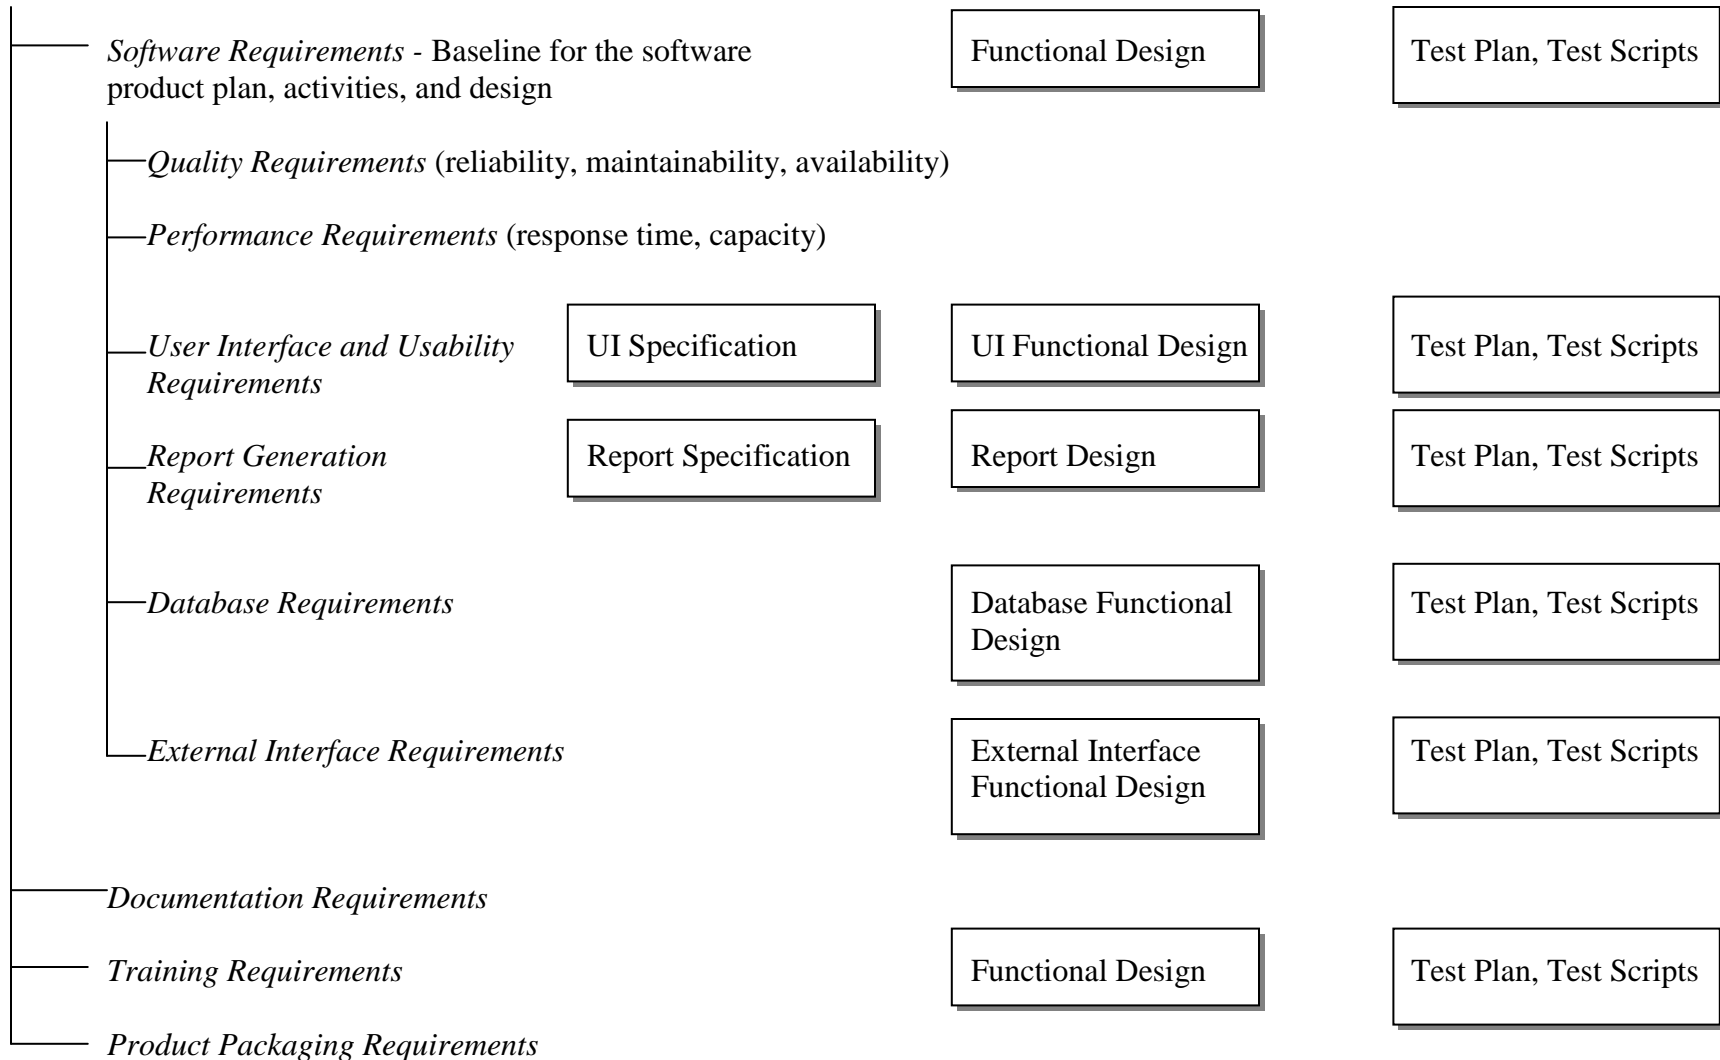 Software Requirements - Baseline for the software
product plan, activities, and design
Functional Design
Test Plan, Test Scripts
Quality Requirements (reliability, maintainability, availability)
Performance Requirements (response time, capacity)
User Interface and Usability
Requirements
UI Specification
UI Functional Design
Test Plan, Test Scripts
Report Generation
Requirements
Report Specification
Report Design
Test Plan, Test Scripts
Database Requirements
Database Functional
Design
Test Plan, Test Scripts
External Interface Requirements
External Interface
Functional Design
Test Plan, Test Scripts
Documentation Requirements
Training Requirements
Functional Design
Test Plan, Test Scripts
Product Packaging Requirements